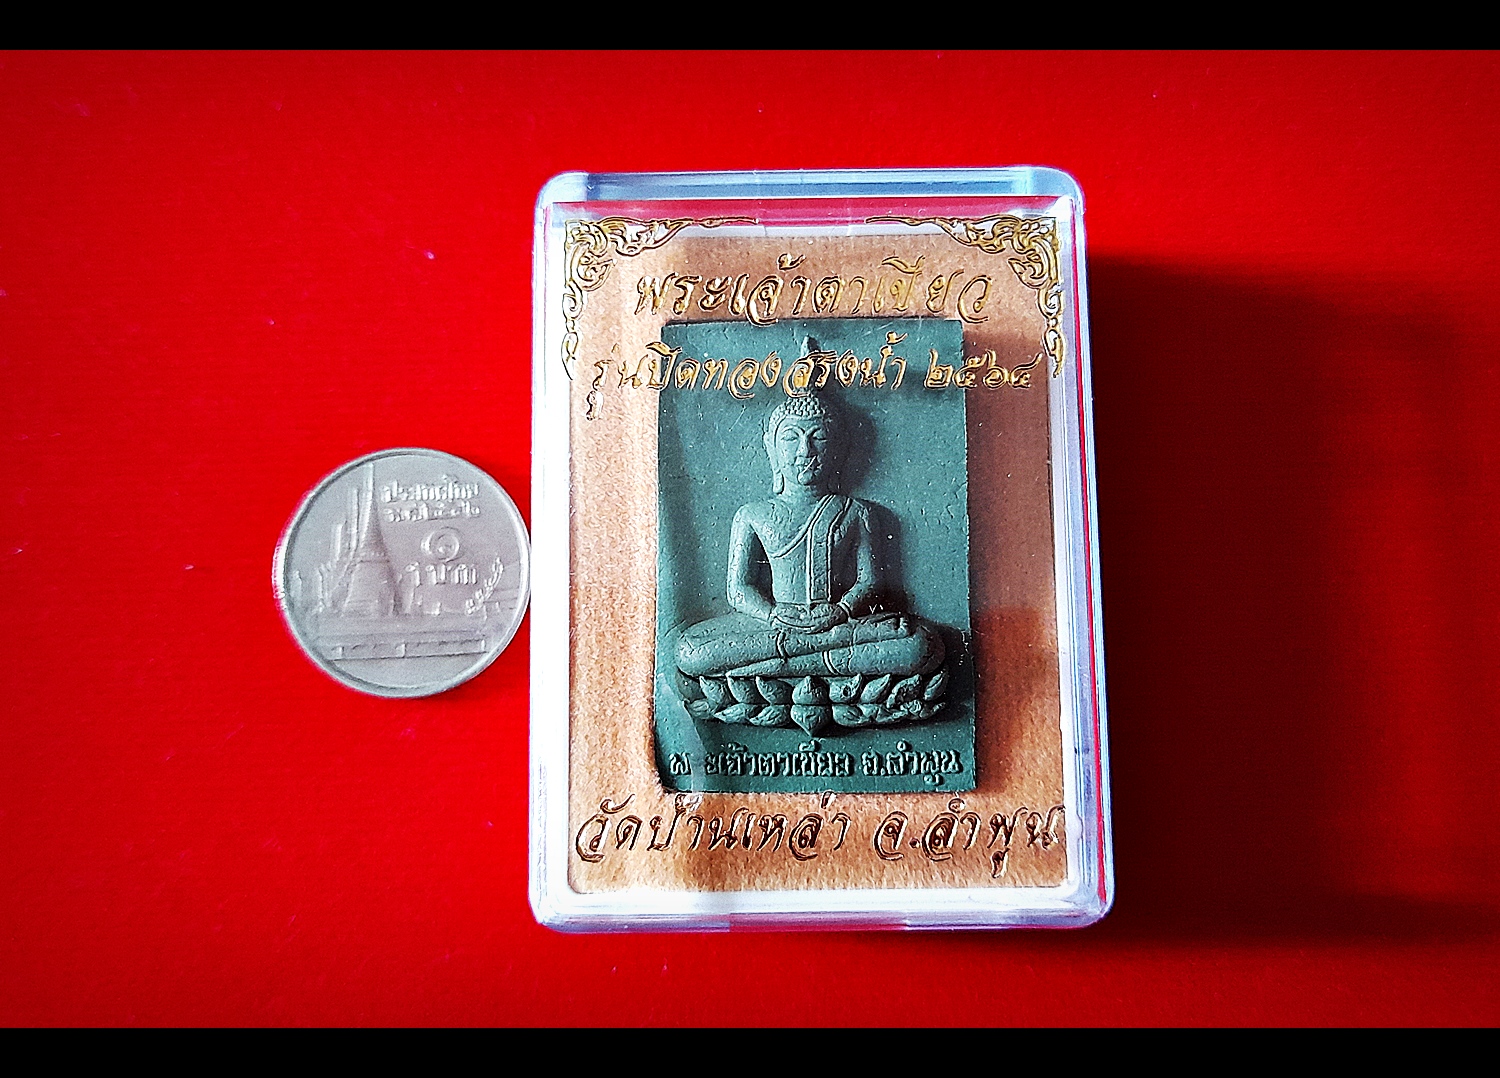 พระเจ้าตาเขียว
รุ่นปิดทองสรงน้ำ ๒๕๖๔
ประเทศไทย
๑
บาท
พระเจ้าตาเขียว จ.ลำพูน
วัดบ้านเหล่า จ.ลำพูน